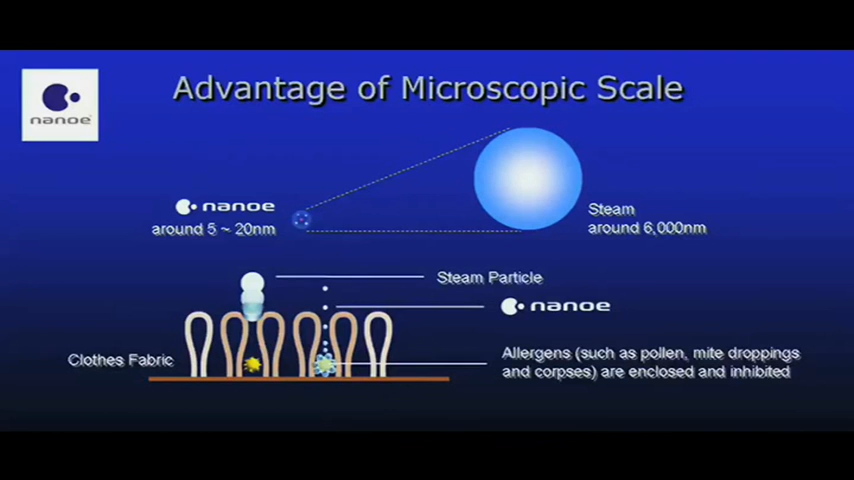 nanoe
Advantage of Microscopic Scale
nanoe
around 5 ~ 20nm
Steam
around 6,000nm
Steam Particle
nanoe
Clothes Fabric
Allergens (such as pollen, mite droppings
and corpses) are enclosed and inhibited